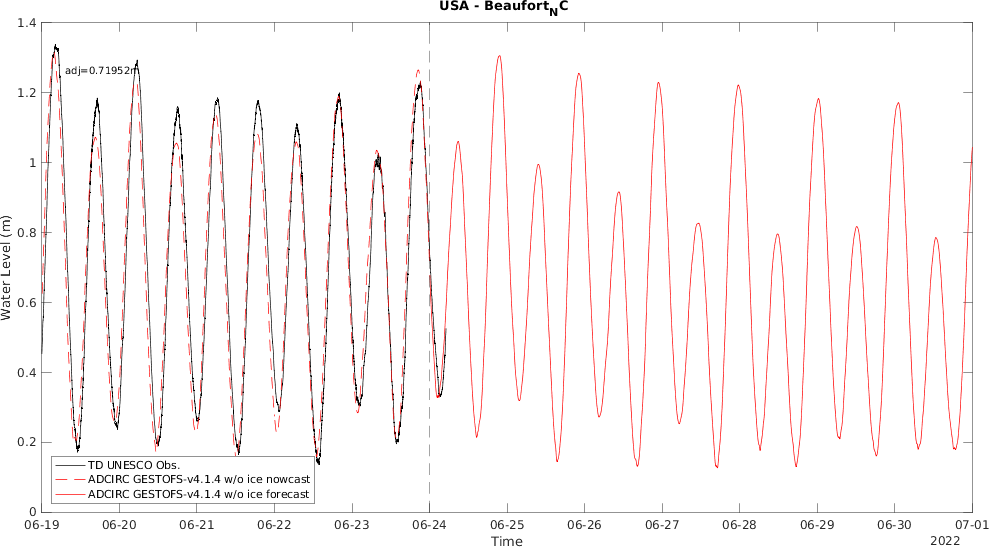 USA - Beaufort_NC
1.4
adj=0.71952m
1.2
1
0.8
0.6
0.4
0.2
0
Water Level (m)
TD UNESCO Obs.
ADCIRC GESTOFS-v4.1.4 w/o ice nowcast
ADCIRC GESTOFS-v4.1.4 w/o ice forecast
06-19 06-20 06-21 06-22 06-23 06-24 06-25 06-26 06-27 06-28 06-29 06-30 07-01
Time
2022